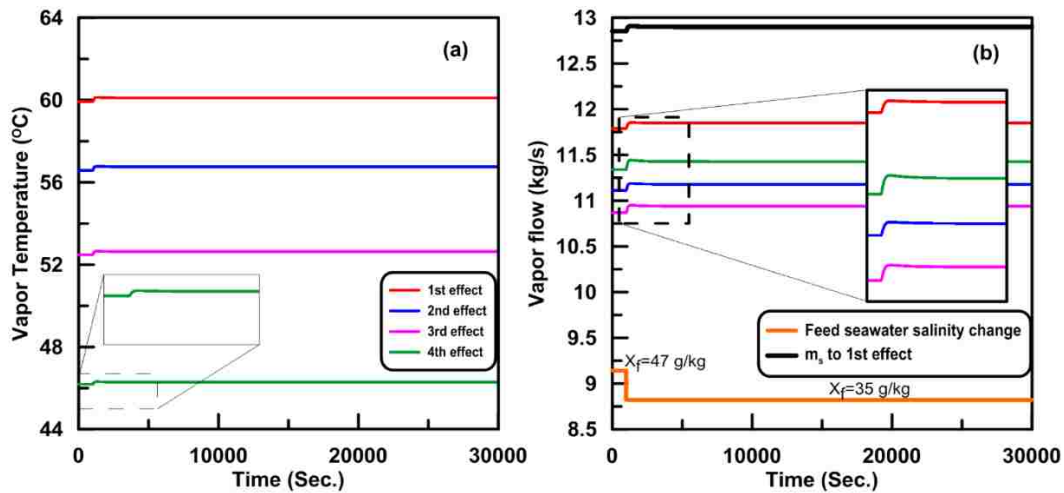 64
60
56
52
48
44
Vapor Temperature (ºC)
(a)
1st effect
2nd effect
3rd effect
4th effect
0
10000
20000
30000
Time (Sec.)
13
12.5
12
11.5
11
10.5
10
9.5
9
8.5
Vapor flow (kg/s)
(b)
Feed seawater salinity change
mₛ to 1st effect
X_f=47 g/kg
X_f=35 g/kg
0
10000
20000
30000
Time (Sec.)